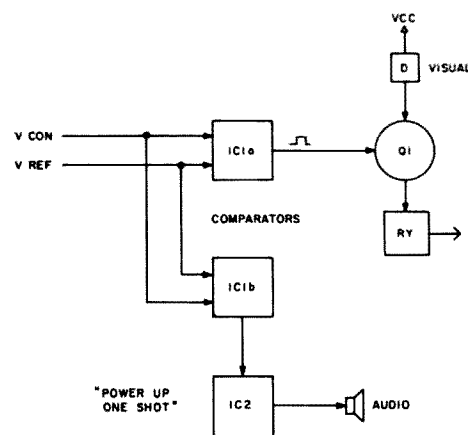 VCC
D VISUAL
V CON
V REF
IC1a
Q1
COMPARATORS
RY
IC1b
"POWER UP
ONE SHOT"
IC2
AUDIO